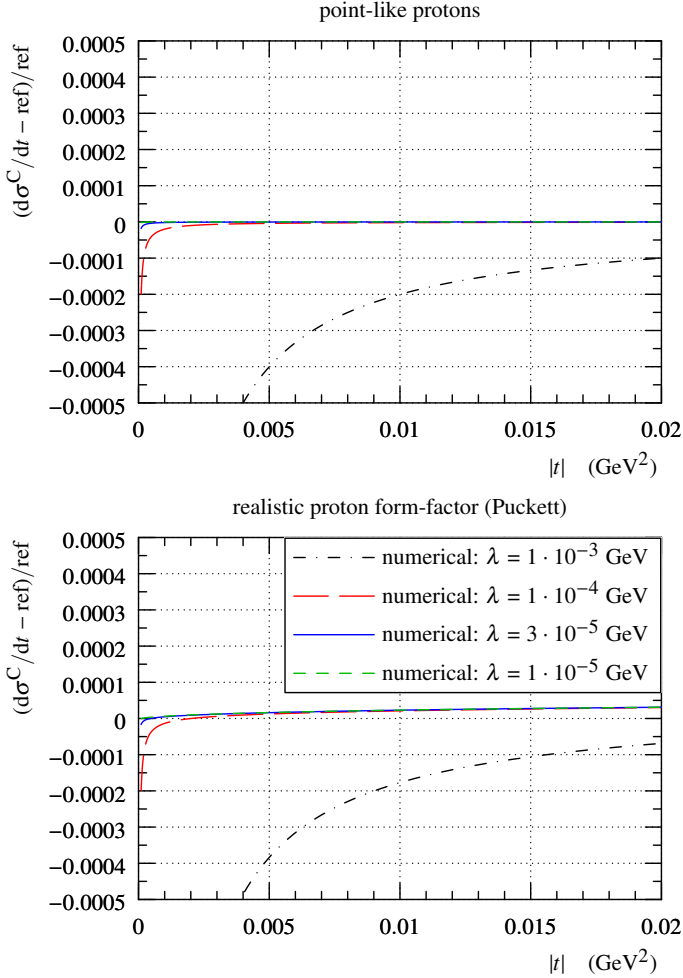 point-like protons
(dσ^C/dt − ref)/ref
0.0005
0.0004
0.0003
0.0002
0.0001
0
−0.0001
−0.0002
−0.0003
−0.0004
−0.0005
0 0.005 0.01 0.015 0.02
|t| (GeV²)
realistic proton form-factor (Puckett)
(dσ^C/dt − ref)/ref
0.0005
0.0004
0.0003
0.0002
0.0001
0
−0.0001
−0.0002
−0.0003
−0.0004
−0.0005
numerical: λ = 1 · 10⁻³ GeV
numerical: λ = 1 · 10⁻⁴ GeV
numerical: λ = 3 · 10⁻⁵ GeV
numerical: λ = 1 · 10⁻⁵ GeV
0 0.005 0.01 0.015 0.02
|t| (GeV²)